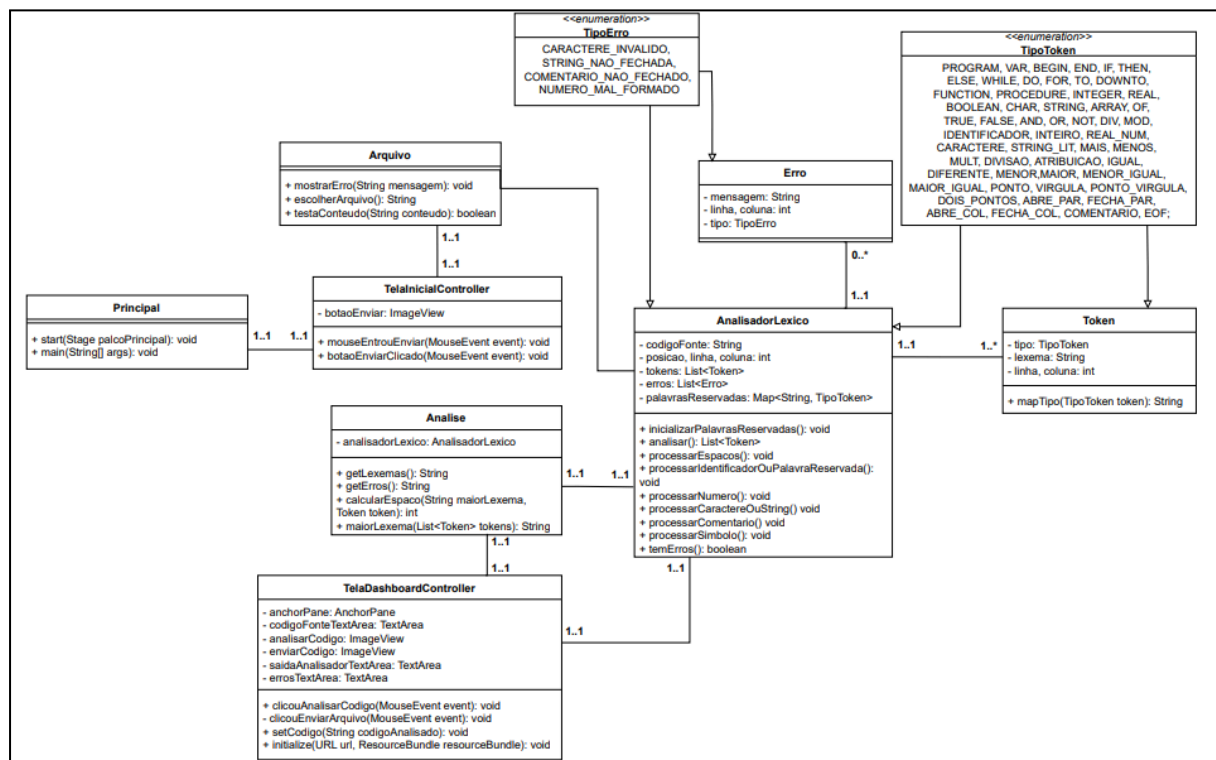 <<enumeration>>
TipoErro
CARACTERE_INVALIDO,
STRING_NAO_FECHADA,
COMENTARIO_NAO_FECHADO,
NUMERO_MAL_FORMADO
<<enumeration>>
TipoToken
PROGRAM, VAR, BEGIN, END, IF, THEN,
ELSE, WHILE, DO, FOR, TO, DOWNTO,
FUNCTION, PROCEDURE, INTEGER, REAL,
BOOLEAN, CHAR, STRING, ARRAY, OF,
TRUE, FALSE, AND, OR, NOT, DIV, MOD,
IDENTIFICADOR, INTEIRO, REAL_NUM,
CARACTERE, STRING_LIT, MAIS, MENOS,
MULT, DIVISAO, ATRIBUICAO, IGUAL,
DIFERENTE, MENOR,MAIOR, MENOR_IGUAL,
MAIOR_IGUAL, PONTO, VIRGULA, PONTO_VIRGULA,
DOIS_PONTOS, ABRE_PAR, FECHA_PAR,
ABRE_COL, FECHA_COL, COMENTARIO, EOF;
Arquivo
+ mostrarErro(String mensagem): void
+ escolherArquivo(): String
+ testaConteudo(String conteudo): boolean
1..1
1..1
Erro
- mensagem: String
- linha, coluna: int
- tipo: TipoErro
0..*
1..1
Principal
+ start(Stage palcoPrincipal): void
+ main(String[] args): void
1..1
1..1
TelaInicialController
- botaoEnviar: ImageView
+ mouseEntrouEnviar(MouseEvent event): void
+ botaoEnviarClicado(MouseEvent event): void
AnalisadorLexico
- codigoFonte: String
- posicao, linha, coluna: int
- tokens: List<Token>
- erros: List<Erro>
- palavrasReservadas: Map<String, TipoToken>
+ inicializarPalavrasReservadas(): void
+ analisar(): List<Token>
+ processarEspacos(): void
+ processarIdentificadorOuPalavraReservada():
void
+ processarNumero(): void
+ processarCaractereOuString() void
+ processarComentario() void
+ processarSimbolo(): void
+ temErros(): boolean
1..1
1..*
Token
- tipo: TipoToken
- lexema: String
- linha, coluna: int
+ mapTipo(TipoToken token): String
Analise
- analisadorLexico: AnalisadorLexico
+ getLexemas(): String
+ getErros(): String
+ calcularEspaco(String maiorLexema,
Token token): int
+ maiorLexema(List<Token> tokens): String
1..1
1..1
1..1
1..1
1..1
1..1
TelaDashboardController
- anchorPane: AnchorPane
- codigoFonteTextArea: TextArea
- analisarCodigo: ImageView
- enviarCodigo: ImageView
- saidaAnalisadorTextArea: TextArea
- errosTextArea: TextArea
+ clicouAnalisarCodigo(MouseEvent event): void
- clicouEnviarArquivo(MouseEvent event): void
+ setCodigo(String codigoAnalisado): void
+ initialize(URL url, ResourceBundle resourceBundle): void